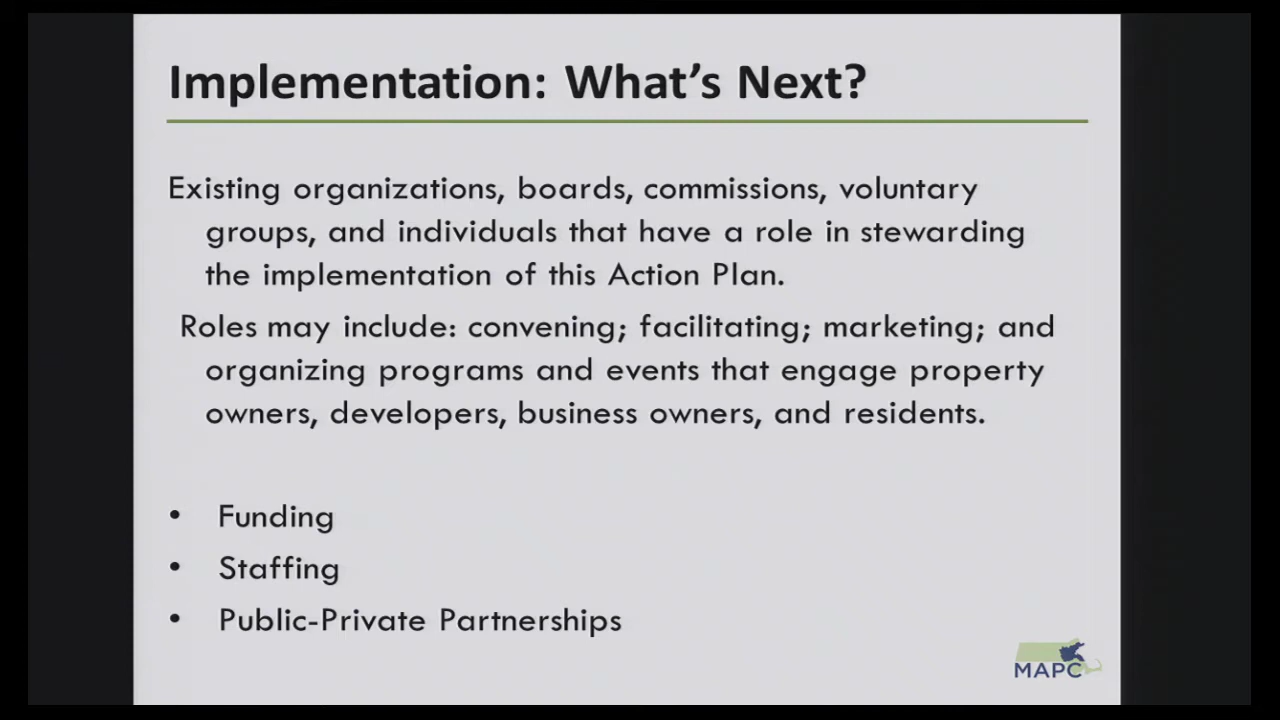 Implementation: What's Next?
Existing organizations, boards, commissions, voluntary
groups, and individuals that have a role in stewarding
the implementation of this Action Plan.
Roles may include: convening; facilitating; marketing; and
organizing programs and events that engage property
owners, developers, business owners, and residents.
• Funding
• Staffing
• Public-Private Partnerships
MAPC